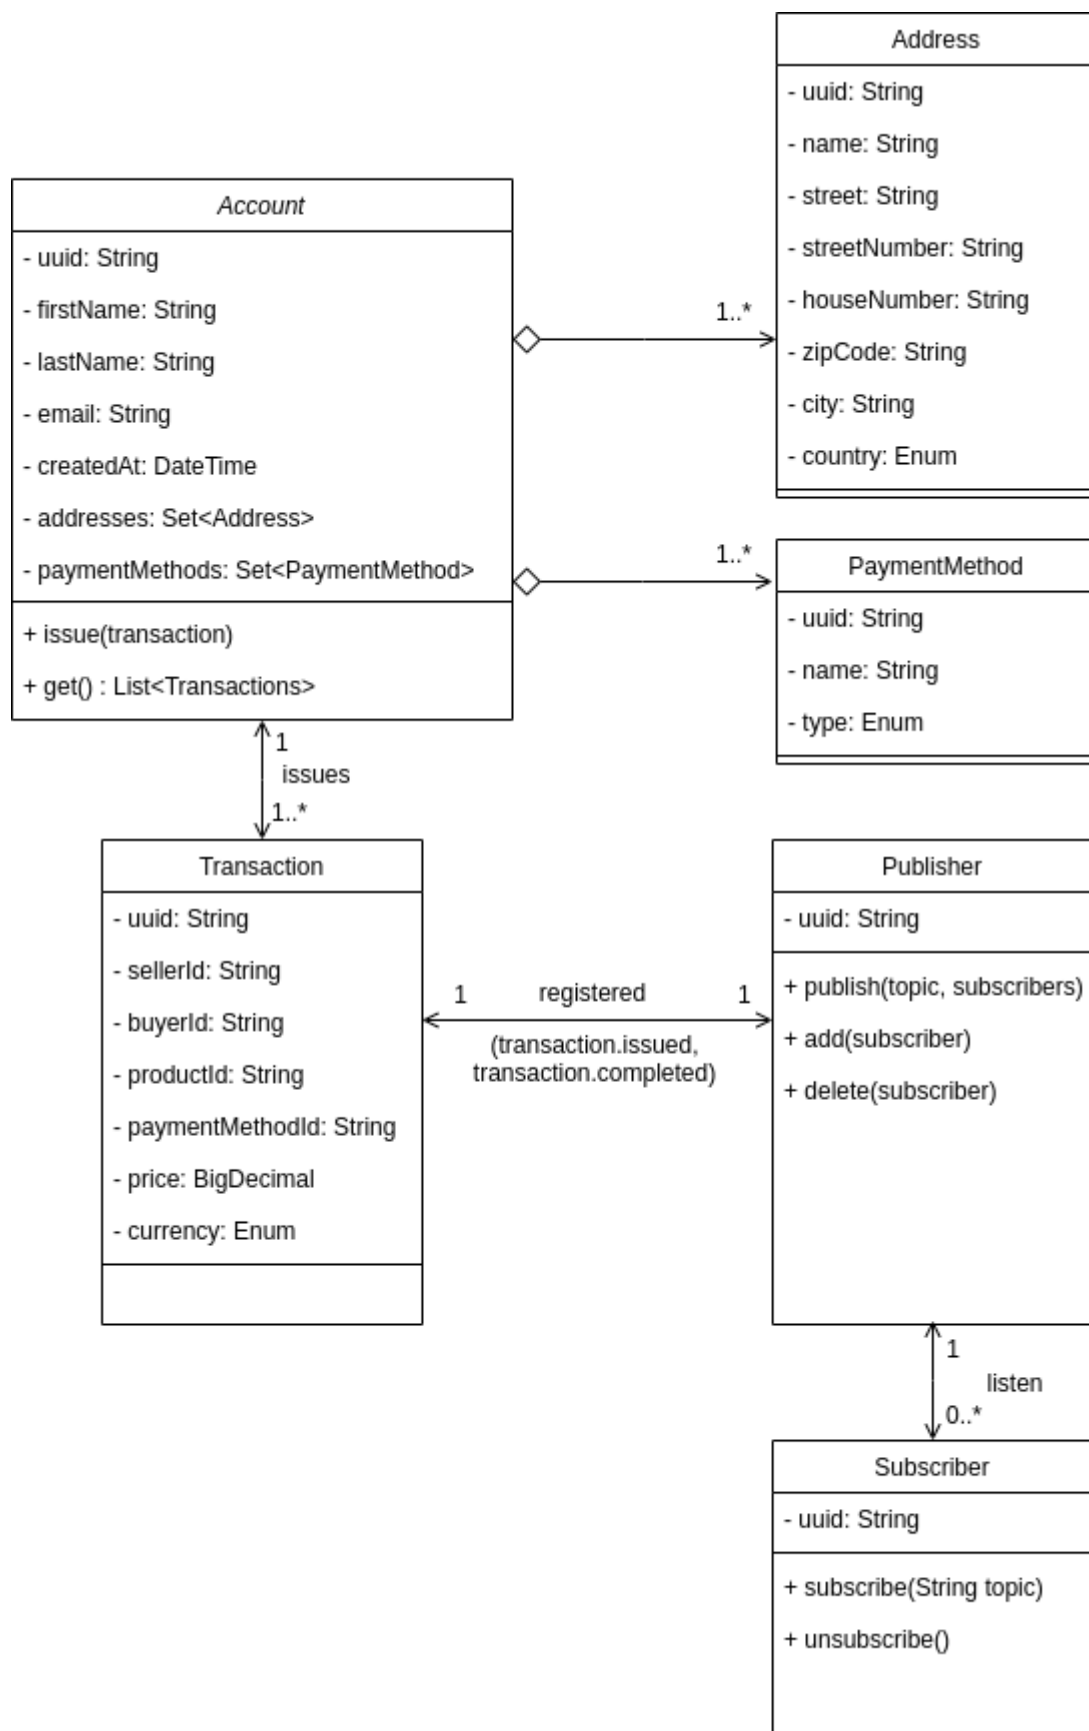 Address
- uuid: String
- name: String
- street: String
- streetNumber: String
- houseNumber: String
- zipCode: String
- city: String
- country: Enum
Account
- uuid: String
- firstName: String
- lastName: String
- email: String
- createdAt: DateTime
- addresses: Set<Address>
- paymentMethods: Set<PaymentMethod>
+ issue(transaction)
+ get() : List<Transactions>
1..*
1..*
PaymentMethod
- uuid: String
- name: String
- type: Enum
1
issues
1..*
Transaction
- uuid: String
- sellerId: String
- buyerId: String
- productId: String
- paymentMethodId: String
- price: BigDecimal
- currency: Enum
1
registered
1
(transaction.issued,
transaction.completed)
Publisher
- uuid: String
+ publish(topic, subscribers)
+ add(subscriber)
+ delete(subscriber)
1
listen
0..*
Subscriber
- uuid: String
+ subscribe(String topic)
+ unsubscribe()